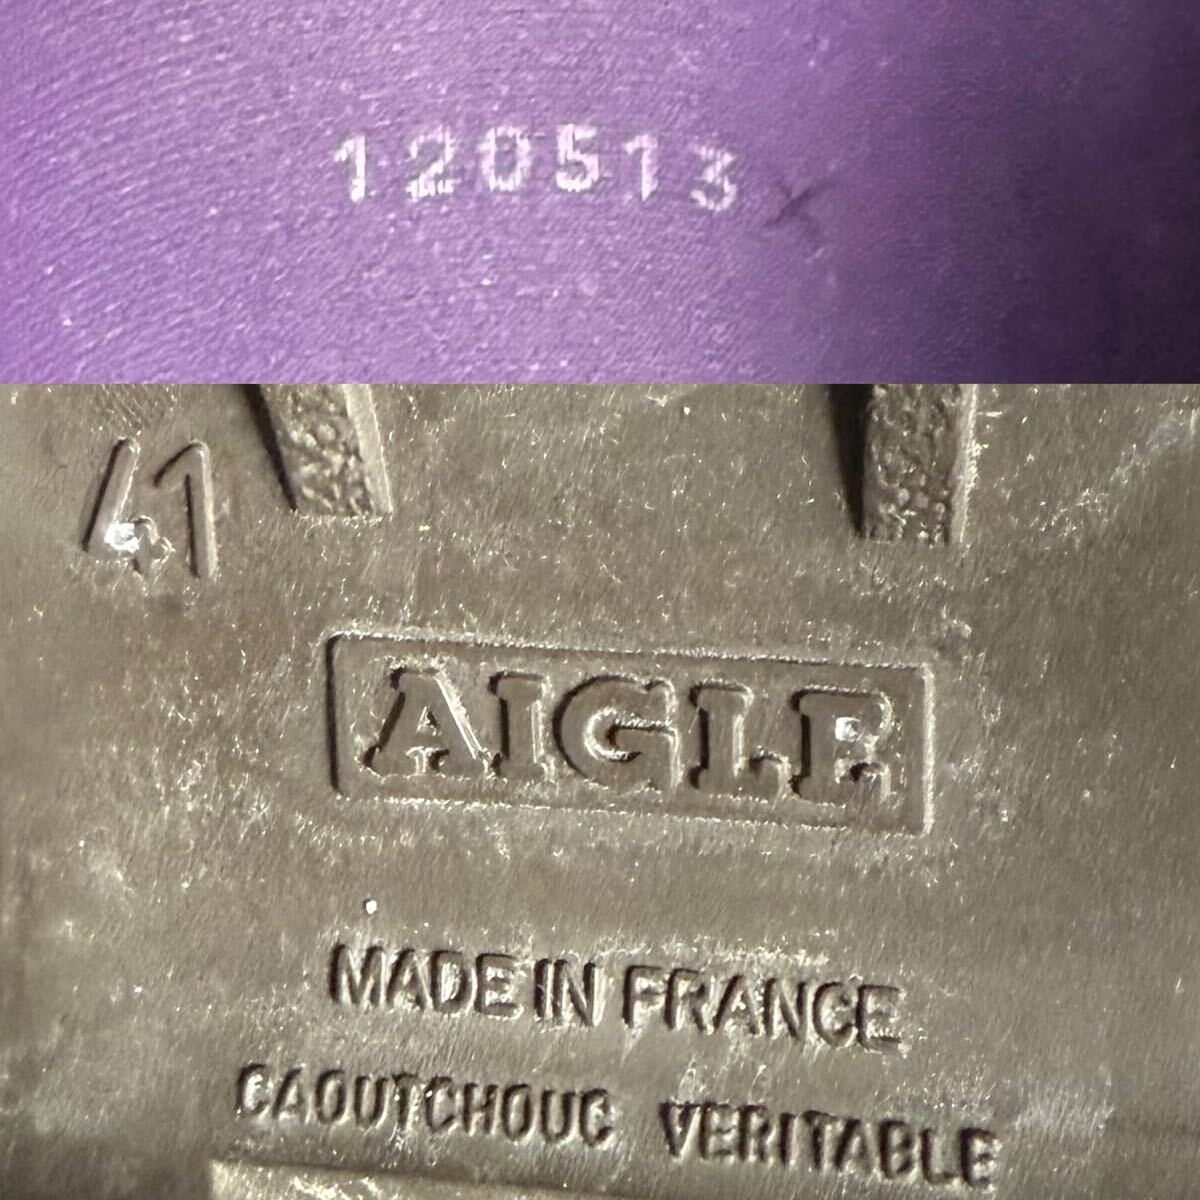 120513
41
AIGLE
MADE IN FRANCE
CAOUTCHOUC VERITABLE